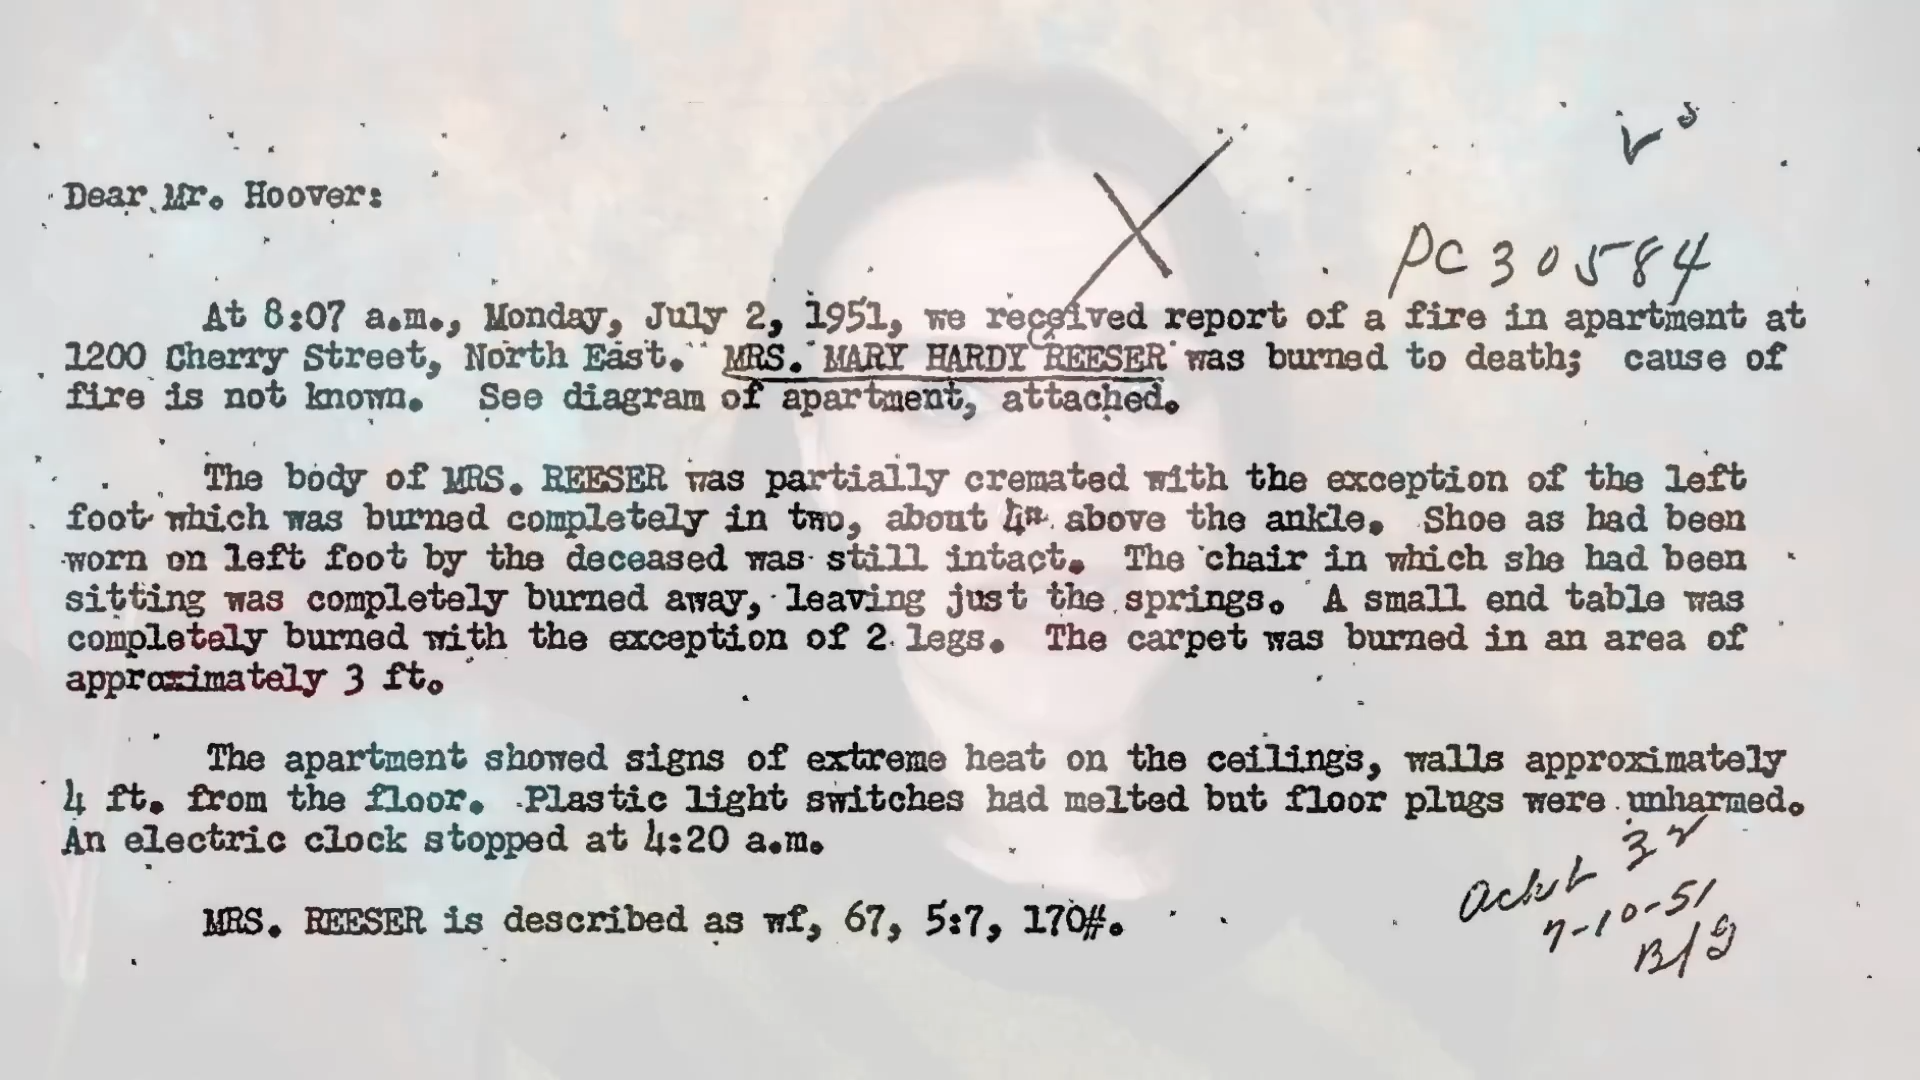 Dear Mr. Hoover:
PC 30584
At 8:07 a.m., Monday, July 2, 1951, we received report of a fire in apartment at
1200 Cherry Street, North East. MRS. MARY HARDY REESER was burned to death; cause of
fire is not known. See diagram of apartment, attached.
The body of MRS. REESER was partially cremated with the exception of the left
foot which was burned completely in two, about 4" above the ankle. Shoe as had been
worn on left foot by the deceased was still intact. The chair in which she had been
sitting was completely burned away, leaving just the springs. A small end table was
completely burned with the exception of 2 legs. The carpet was burned in an area of
approximately 3 ft.
The apartment showed signs of extreme heat on the ceilings, walls approximately
4 ft. from the floor. Plastic light switches had melted but floor plugs were unharmed.
An electric clock stopped at 4:20 a.m.
MRS. REESER is described as wf, 67, 5:7, 170#.
7-10-51